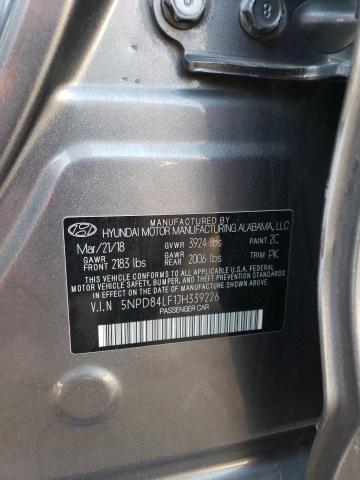 MANUFACTURED BY
HYUNDAI MOTOR MANUFACTURING ALABAMA, LLC
Mar/21/18 GVWR 3924 lbs PAINT 2C
GAWR FRONT 2183 lbs GAWR REAR 2006 lbs TRIM PK
THIS VEHICLE CONFORMS TO ALL APPLICABLE U.S.A. FEDERAL
MOTOR VEHICLE SAFETY, BUMPER, AND THEFT PREVENTION
STANDARDS IN EFFECT ON THE DATE OF MANUFACTURE SHOWN ABOVE.
V.I.N 5NPD84LF1JH339226
PASSENGER CAR